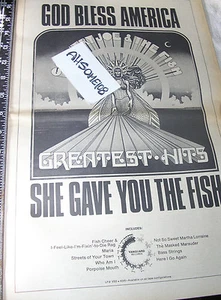 GOD BLESS AMERICA
Alisone1168
GREATEST HITS
SHE GAVE YOU THE FISH
INCLUDES:
Fish Cheer &
I-Feel-Like-I'm-Fixin'-to-Die Rag
Maria
Streets of Your Town
Who Am I
Porpoise Mouth
Not So Sweet Martha Lorraine
The Masked Marauder
Bass Strings
Here I Go Again